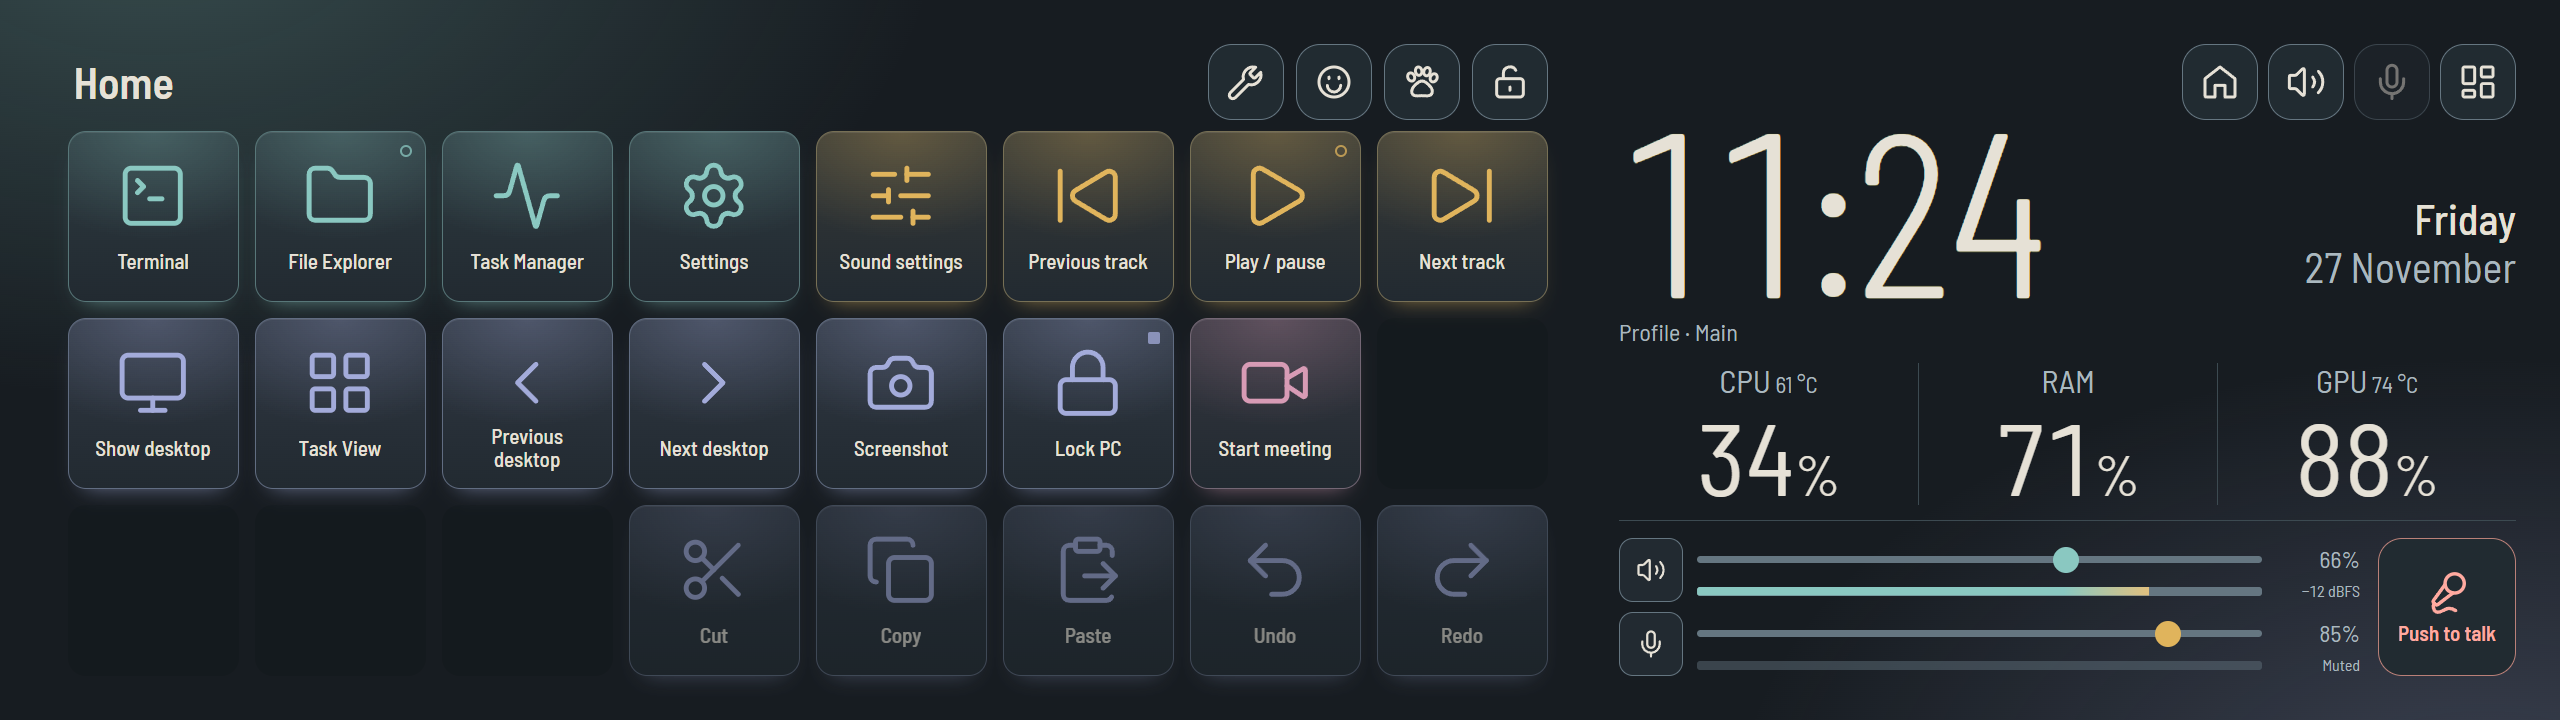 Home
11:24
Friday
27 November
Terminal
File Explorer
Task Manager
Settings
Sound settings
Previous track
Play / pause
Next track
Profile · Main
Show desktop
Task View
Previous
desktop
Next desktop
Screenshot
Lock PC
Start meeting
CPU 61 °C
RAM
GPU 74 °C
34%
71%
88%
Cut
Copy
Paste
Undo
Redo
66%
−12 dBFS
85%
Muted
Push to talk